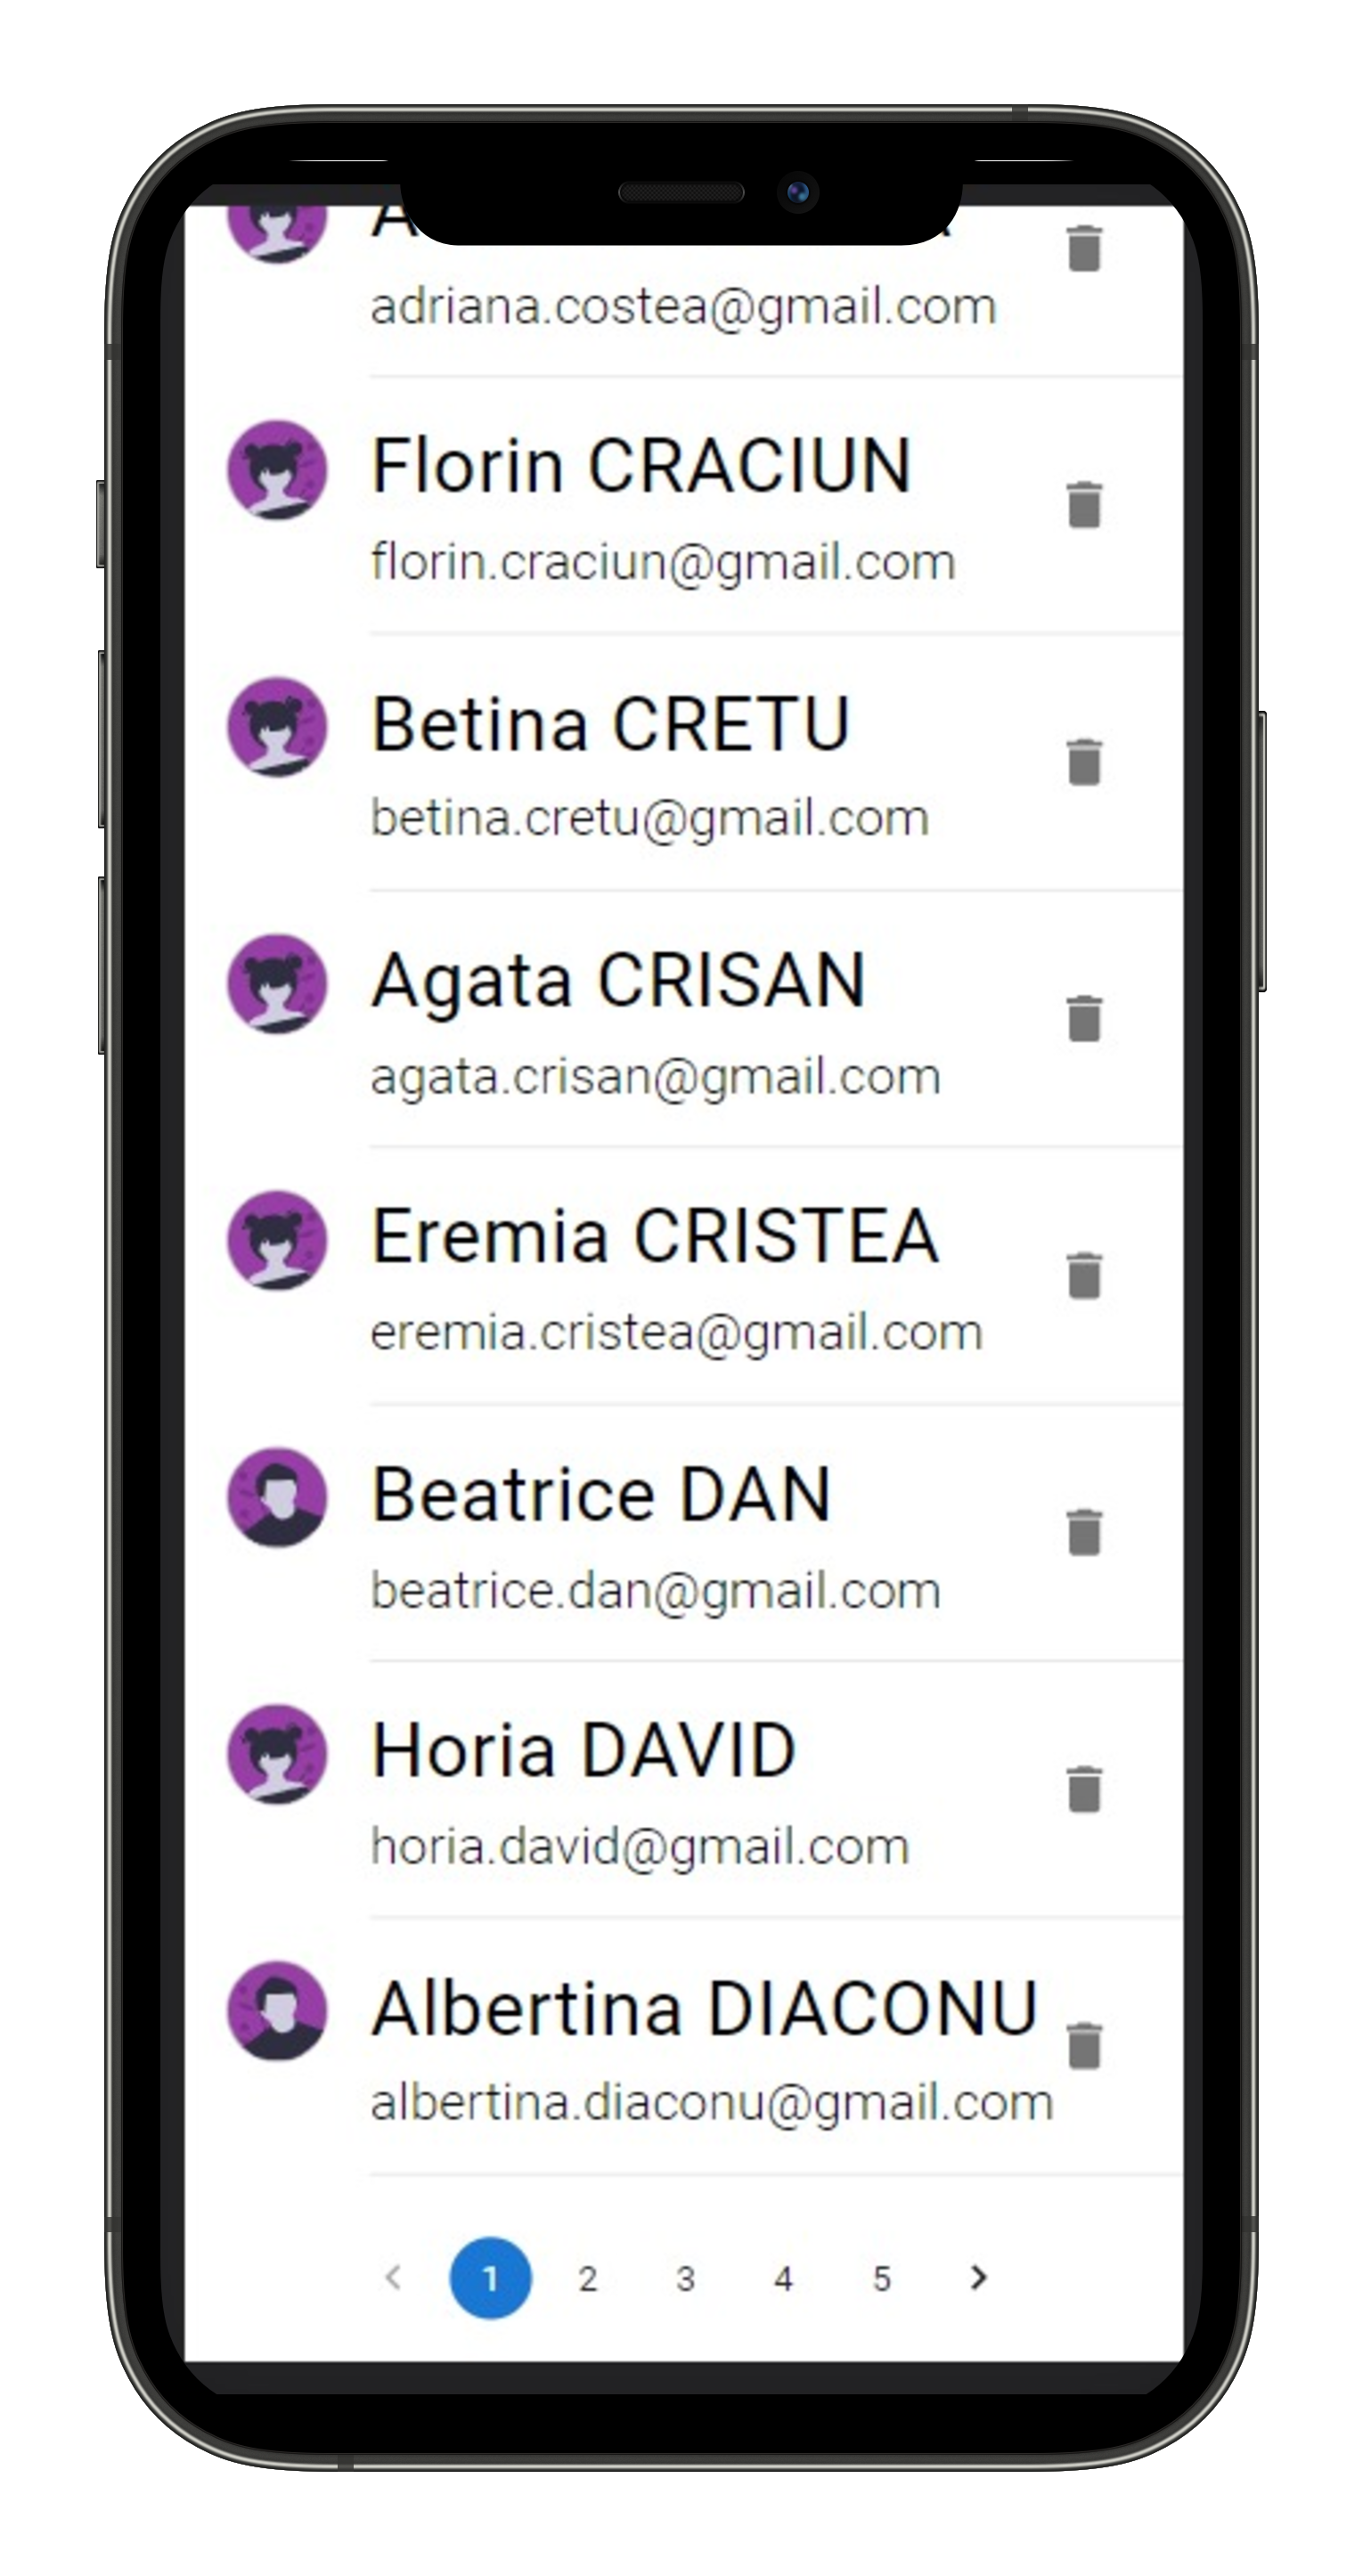 adriana.costea@gmail.com
Florin CRACIUN
florin.craciun@gmail.com
Betina CRETU
betina.cretu@gmail.com
Agata CRISAN
agata.crisan@gmail.com
Eremia CRISTEA
eremia.cristea@gmail.com
Beatrice DAN
beatrice.dan@gmail.com
Horia DAVID
horia.david@gmail.com
Albertina DIACONU
albertina.diaconu@gmail.com
< 1 2 3 4 5 >